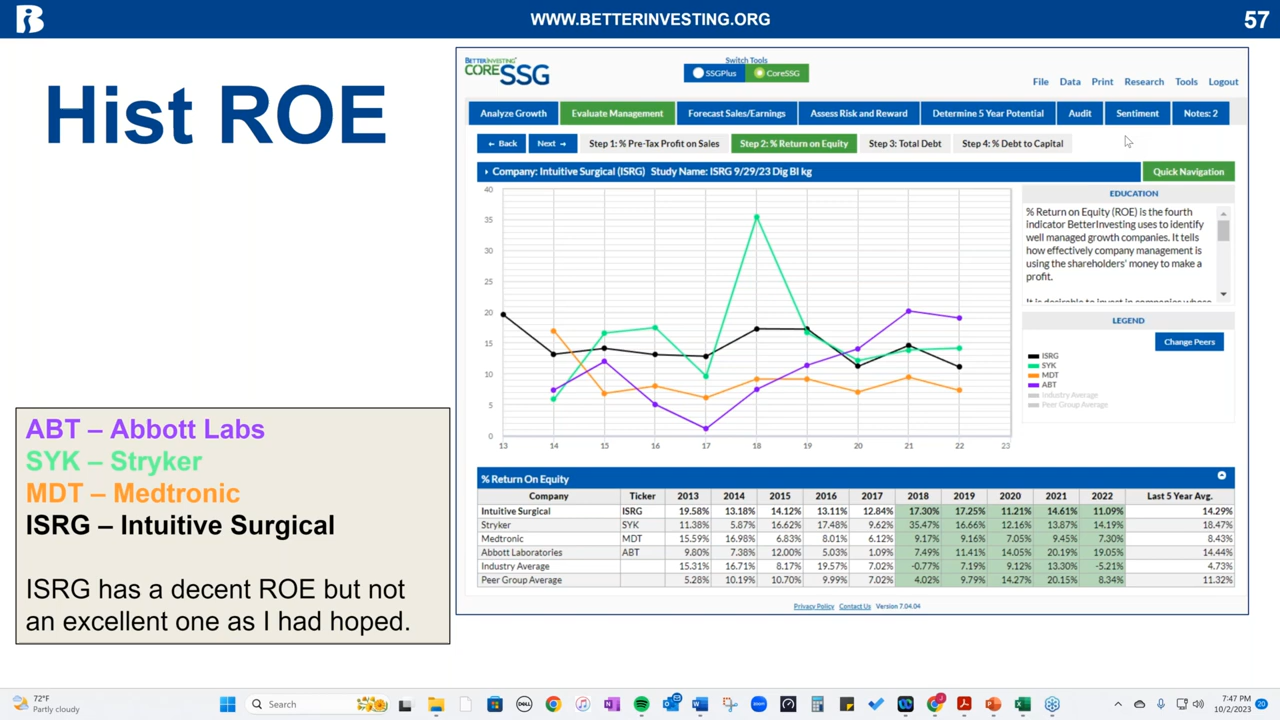 WWW.BETTERINVESTING.ORG
57
Hist ROE
ABT – Abbott Labs
SYK – Stryker
MDT – Medtronic
ISRG – Intuitive Surgical
ISRG has a decent ROE but not
an excellent one as I had hoped.
BETTERINVESTING
CORESSG
Switch Tools
SSGPlus CoreSSG
File Data Print Research Tools Logout
Analyze Growth Evaluate Management Forecast Sales/Earnings Assess Risk and Reward Determine 5 Year Potential Audit Sentiment Notes: 2
← Back Next → Step 1: % Pre-Tax Profit on Sales Step 2: % Return on Equity Step 3: Total Debt Step 4: % Debt to Capital
Company: Intuitive Surgical (ISRG) Study Name: ISRG 9/29/23 Dig BI kg
Quick Navigation
40
35
30
25
20
15
10
5
0
13 14 15 16 17 18 19 20 21 22 23
EDUCATION
% Return on Equity (ROE) is the fourth
indicator BetterInvesting uses to identify
well managed growth companies. It tells
how effectively company management is
using the shareholders' money to make a
profit.
It is desirable to invest in companies whose
LEGEND
Change Peers
ISRG
SYK
MDT
ABT
Industry Average
Peer Group Average
% Return On Equity
Company Ticker 2013 2014 2015 2016 2017 2018 2019 2020 2021 2022 Last 5 Year Avg.
Intuitive Surgical ISRG 19.58% 13.18% 14.12% 13.11% 12.84% 17.30% 17.25% 11.21% 14.61% 11.09% 14.29%
Stryker SYK 11.38% 5.87% 16.62% 17.48% 9.62% 35.47% 16.66% 12.16% 13.87% 14.19% 18.47%
Medtronic MDT 15.59% 16.98% 6.83% 8.01% 6.12% 9.17% 9.16% 7.05% 9.45% 7.30% 8.43%
Abbott Laboratories ABT 9.80% 7.38% 12.00% 5.03% 1.09% 7.49% 11.41% 14.05% 20.19% 19.05% 14.44%
Industry Average 15.31% 16.71% 8.17% 19.57% 7.02% -0.77% 7.19% 9.12% 13.30% -5.21% 4.73%
Peer Group Average 5.28% 10.19% 10.70% 9.99% 7.02% 4.02% 9.79% 14.27% 20.15% 8.34% 11.32%
Privacy Policy Contact Us Version 7.04.04
72°F
Partly cloudy
Search
7:47 PM
10/2/2023
20